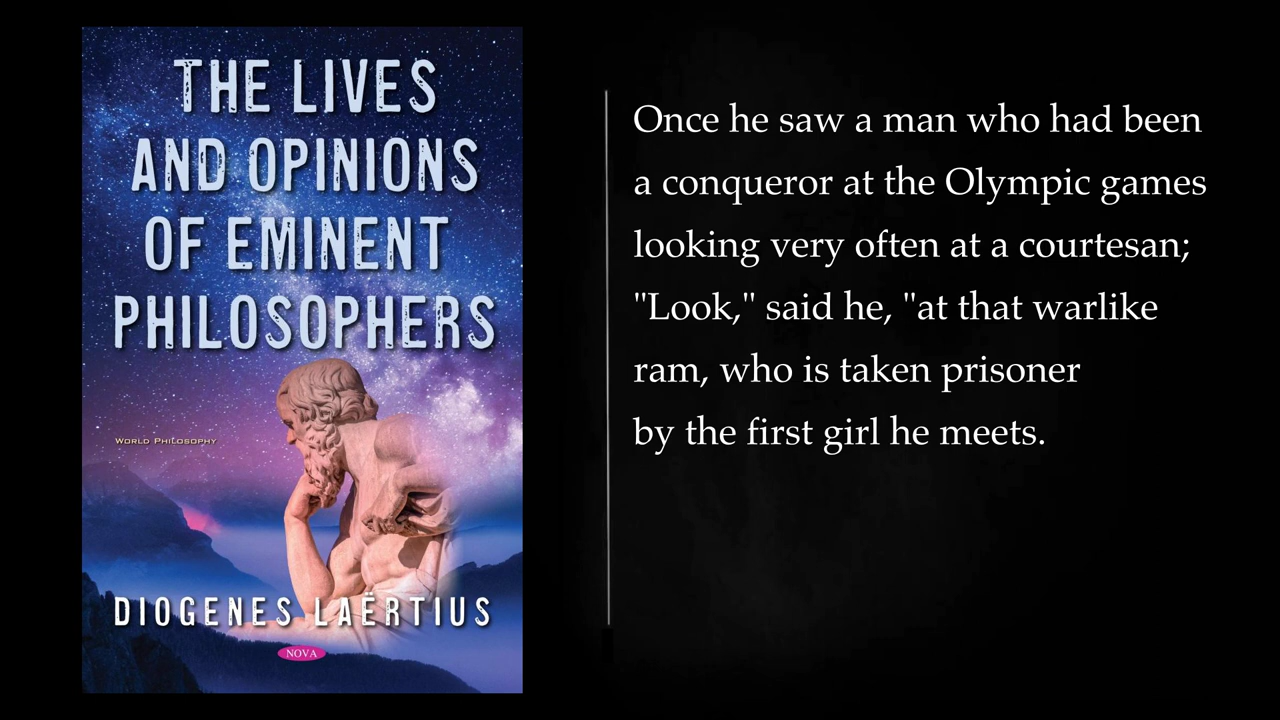 THE LIVES
AND OPINIONS
OF EMINENT
PHILOSOPHERS
WORLD PHILOSOPHY
DIOGENES LAËRTIUS
NOVA
Once he saw a man who had been
a conqueror at the Olympic games
looking very often at a courtesan;
"Look," said he, "at that warlike
ram, who is taken prisoner
by the first girl he meets.